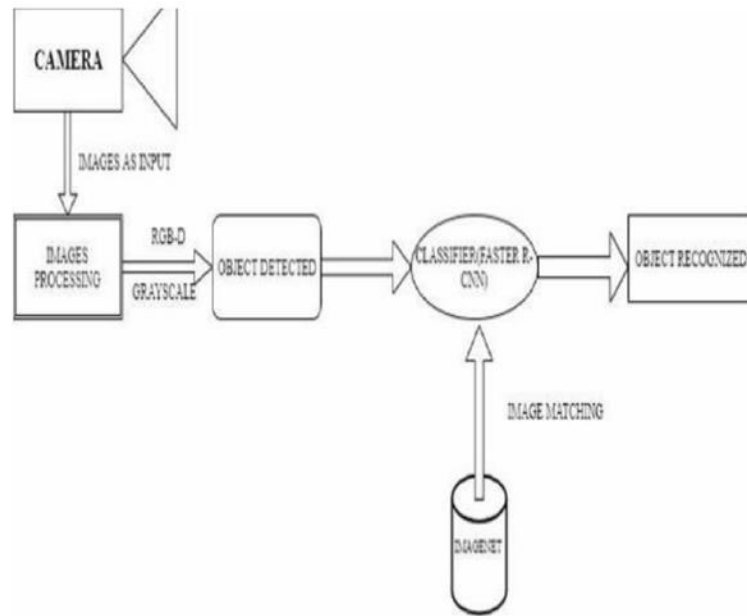 CAMERA
IMAGES AS INPUT
IMAGES
PROCESSING
RGB-D
GRAYSCALE
OBJECT DETECTED
CLASSIFIER(FASTER R-
CNN)
OBJECT RECOGNIZED
IMAGE MATCHING
IMAGENET